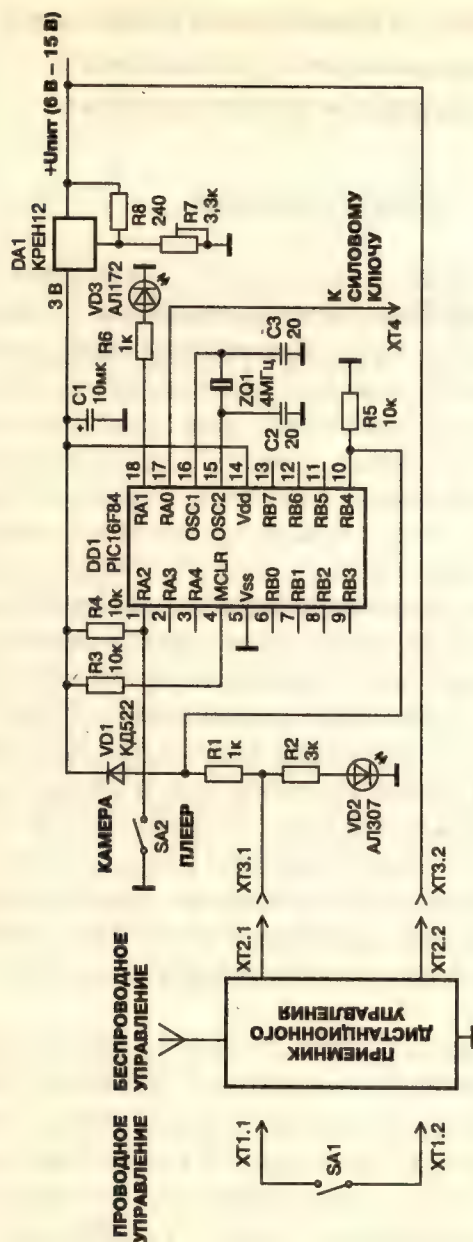 ПРОВОДНОЕ
УПРАВЛЕНИЕ
БЕСПРОВОДНОЕ
УПРАВЛЕНИЕ
XT1.1
SA1
XT1.2
ПРИЕМНИК
ДИСТАНЦИОННОГО
УПРАВЛЕНИЯ
XT2.1
XT3.1
XT2.2
XT3.2
КАМЕРА
VD1
КД522
ПЛЕЕР
SA2
R1
1к
R2
3к
VD2
АЛ307
R3
10к
R4
10к
DD1
PIC16F84
1
RA2
RA1
18
2
RA3
RA0
17
3
RA4
OSC1
16
4
MCLR
OSC2
15
5
Vss
Vdd
14
6
RB0
RB7
13
7
RB1
RB6
12
8
RB2
RB5
11
9
RB3
RB4
10
C1
10мк
+
3 В
DA1
КРЕН12
+Uпит (6 В – 15 В)
R8
240
R7
3,3к
VD3
АЛ172
R6
1к
ZQ1
4МГц
C2
20
C3
20
R5
10к
К
СИЛОВОМУ
КЛЮЧУ
XT4